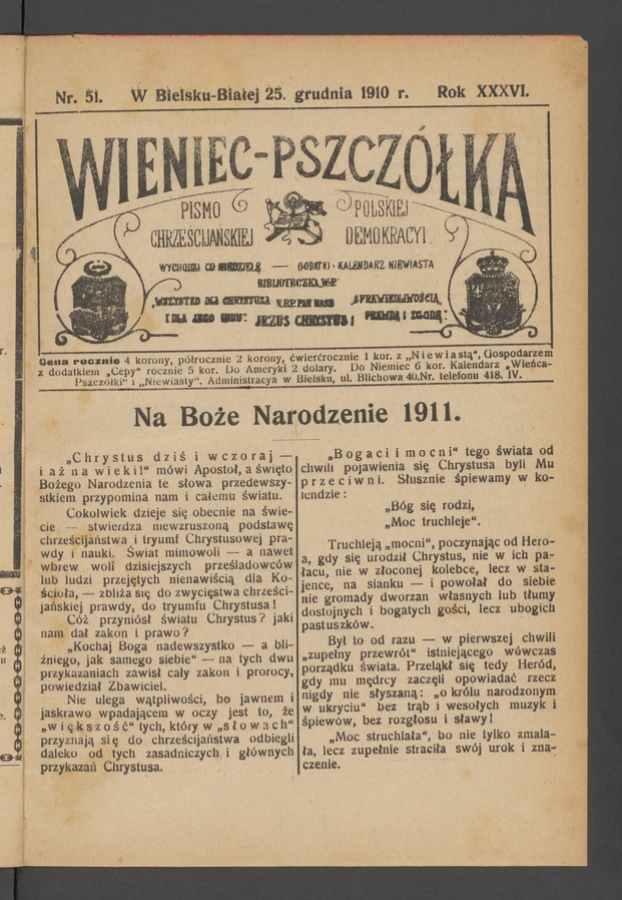 Nr. 51. W Bielsku-Białej 25. grudnia 1910 r. Rok XXXVI.
WIENIEC-PSZCZÓŁKA
PISMO POLSKIEJ
CHRZEŚCIJAŃSKIEJ DEMOKRACYI.
WYCHODZI CO NIEDZIELĘ — DODATKI: KALENDARZ NIEWIASTA
BIBLIOTECZKA W-P
„WSZYSTKO DLA CHRYSTUSA SPRAWIEDLIWOŚCIĄ,
I DLA JEGO JEZUS CHRYSTUS! PRAWDĄ I ZGODĄ.
Cena rocznie 4 korony, półrocznie 2 korony, ćwierćrocznie 1 kor. z „Niewiastą“, Gospodarzem
z dodatkiem „Cepy“ rocznie 5 kor. Do Ameryki 2 dolary. Do Niemiec 6 kor. Kalendarz „Wieńca-
Pszczółki“ i „Niewiasty“. Administracya w Bielsku, ul. Blichowa 40. Nr. telefonu 418. IV.
Na Boże Narodzenie 1911.
„Chrystus dziś i wczoraj —
i aż na wieki!“ mówi Apostoł, a święto
Bożego Narodzenia te słowa przedewszy-
stkiem przypomina nam i całemu światu.
Cokolwiek dzieje się obecnie na świe-
cie — stwierdza niewzruszoną podstawę
chrześcijaństwa i tryumf Chrystusowej pra-
wdy i nauki. Świat mimowoli — a nawet
wbrew woli dzisiejszych prześladowców
lub ludzi przejętych nienawiścią dla Ko-
ścioła, — zbliża się do zwycięstwa chrześci-
jańskiej prawdy, do tryumfu Chrystusa!
Cóż przyniósł światu Chrystus? jaki
nam dał zakon i prawo?
„Kochaj Boga nadewszystko — a bli-
źniego, jak samego siebie“ — na tych dwu
przykazaniach zawisł cały zakon i prorocy,
powiedział Zbawiciel.
Nie ulega wątpliwości, bo jawnem i
jaskrawo wpadającem w oczy jest to, że
„większość“ tych, który w „słowach“
przyznają się do chrześcijaństwa odbiegli
daleko od tych zasadniczych i głównych
przykazań Chrystusa.
„Bogaci i mocni“ tego świata od
chwili pojawienia się Chrystusa byli Mu
przeciwni. Słusznie śpiewamy w ko-
lendzie:
„Bóg się rodzi,
„Moc truchleje“.
Truchleją „mocni“, poczynając od Hero-
a, gdy się urodził Chrystus, nie w ich pa-
łacu, nie w złoconej kolebce, lecz w sta-
jence, na sianku — i powołał do siebie
nie gromady dworzan własnych lub tłumy
dostojnych i bogatych gości, lecz ubogich
pastuszków.
Był to od razu — w pierwszej chwili
„zupełny przewrót“ istniejącego wówczas
porządku świata. Przeląkł się tedy Heród,
gdy mu mędrcy zaczęli opowiadać rzecz
nigdy nie słyszaną: „o królu narodzonym
w ukryciu“ bez trąb i wesołych muzyk i
śpiewów, bez rozgłosu i sławy!
„Moc struchlała“, bo nie tylko zmala-
ła, lecz zupełnie straciła swój urok i zna-
czenie.